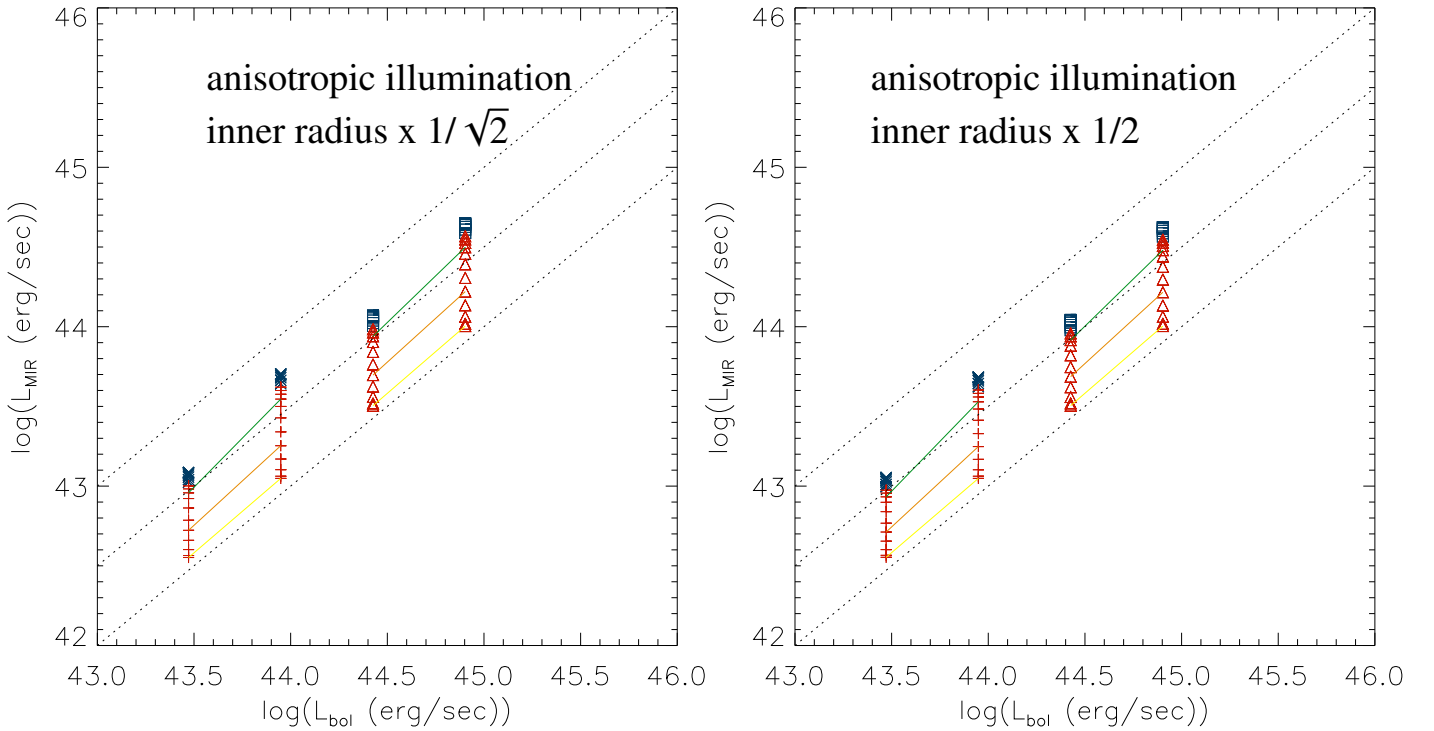 46
45
44
43
42
log(L_MIR (erg/sec))
anisotropic illumination
inner radius x 1/ √2
43.0 43.5 44.0 44.5 45.0 45.5 46.0
log(L_bol (erg/sec))
46
45
44
43
42
log(L_MIR (erg/sec))
anisotropic illumination
inner radius x 1/2
43.0 43.5 44.0 44.5 45.0 45.5 46.0
log(L_bol (erg/sec))